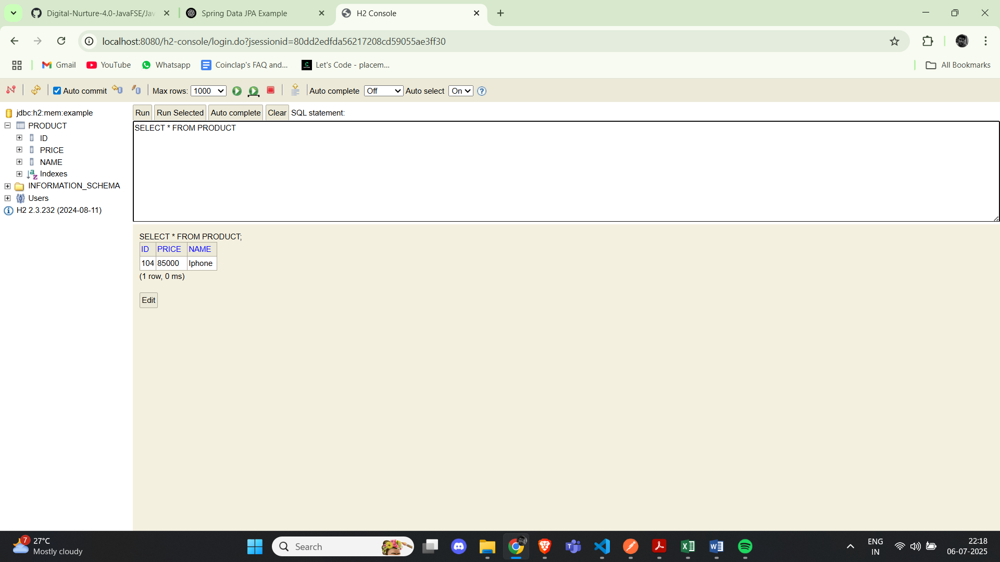 Digital-Nurture-4.0-JavaFSE/Jav
Spring Data JPA Example
H2 Console
localhost:8080/h2-console/login.do?jsessionid=80dd2edfda56217208cd59055ae3ff30
Gmail
YouTube
Whatsapp
Coinclap's FAQ and...
Let's Code - placem...
All Bookmarks
Auto commit
Max rows: 1000
Auto complete Off
Auto select On
jdbc:h2:mem:example
PRODUCT
ID
PRICE
NAME
Indexes
INFORMATION_SCHEMA
Users
H2 2.3.232 (2024-08-11)
Run Run Selected Auto complete Clear SQL statement:
SELECT * FROM PRODUCT
SELECT * FROM PRODUCT;
ID PRICE NAME
104 85000 Iphone
(1 row, 0 ms)
Edit
7
27°C
Mostly cloudy
Search
ENG
IN
22:18
06-07-2025